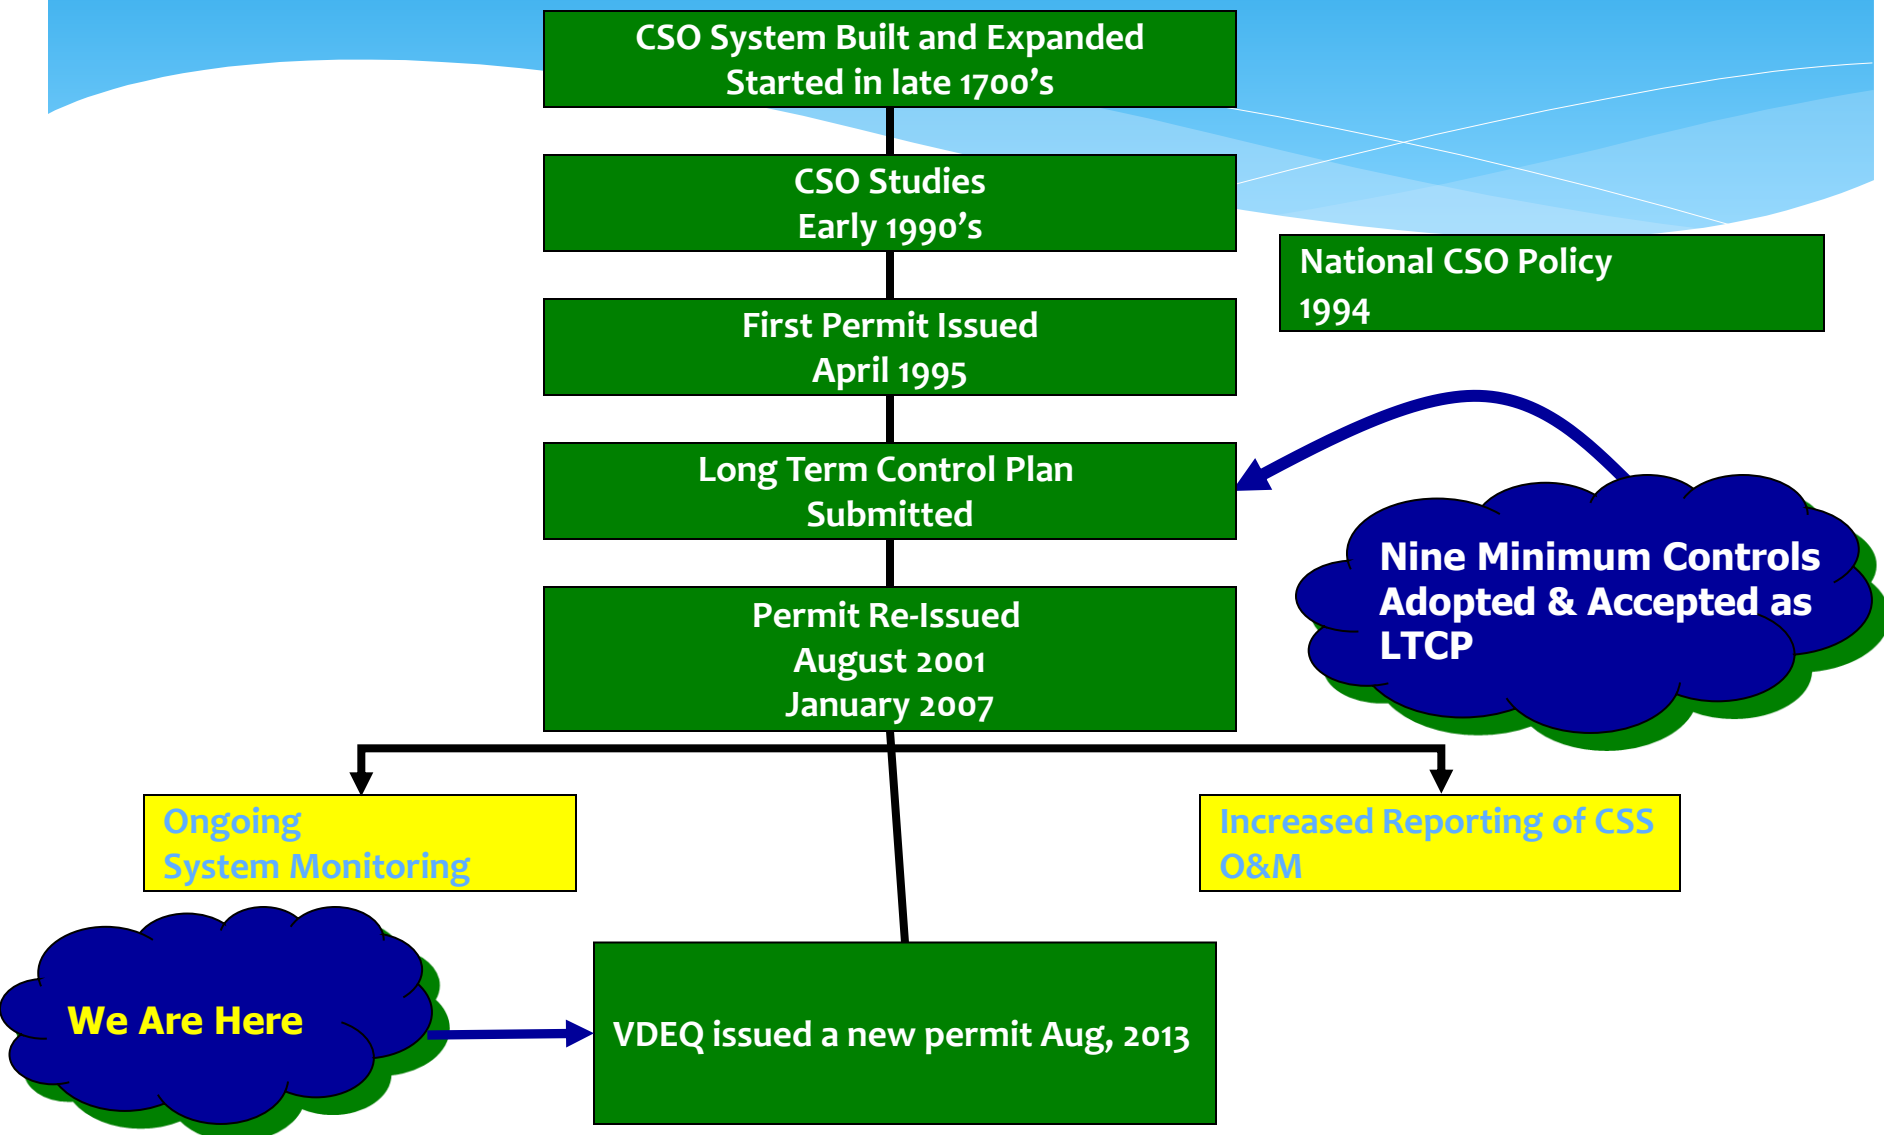 CSO System Built and Expanded
Started in late 1700’s
CSO Studies
Early 1990’s
National CSO Policy
1994
First Permit Issued
April 1995
Long Term Control Plan
Submitted
Nine Minimum Controls
Adopted & Accepted as
LTCP
Permit Re-Issued
August 2001
January 2007
Ongoing
System Monitoring
Increased Reporting of CSS
O&M
We Are Here
VDEQ issued a new permit Aug, 2013